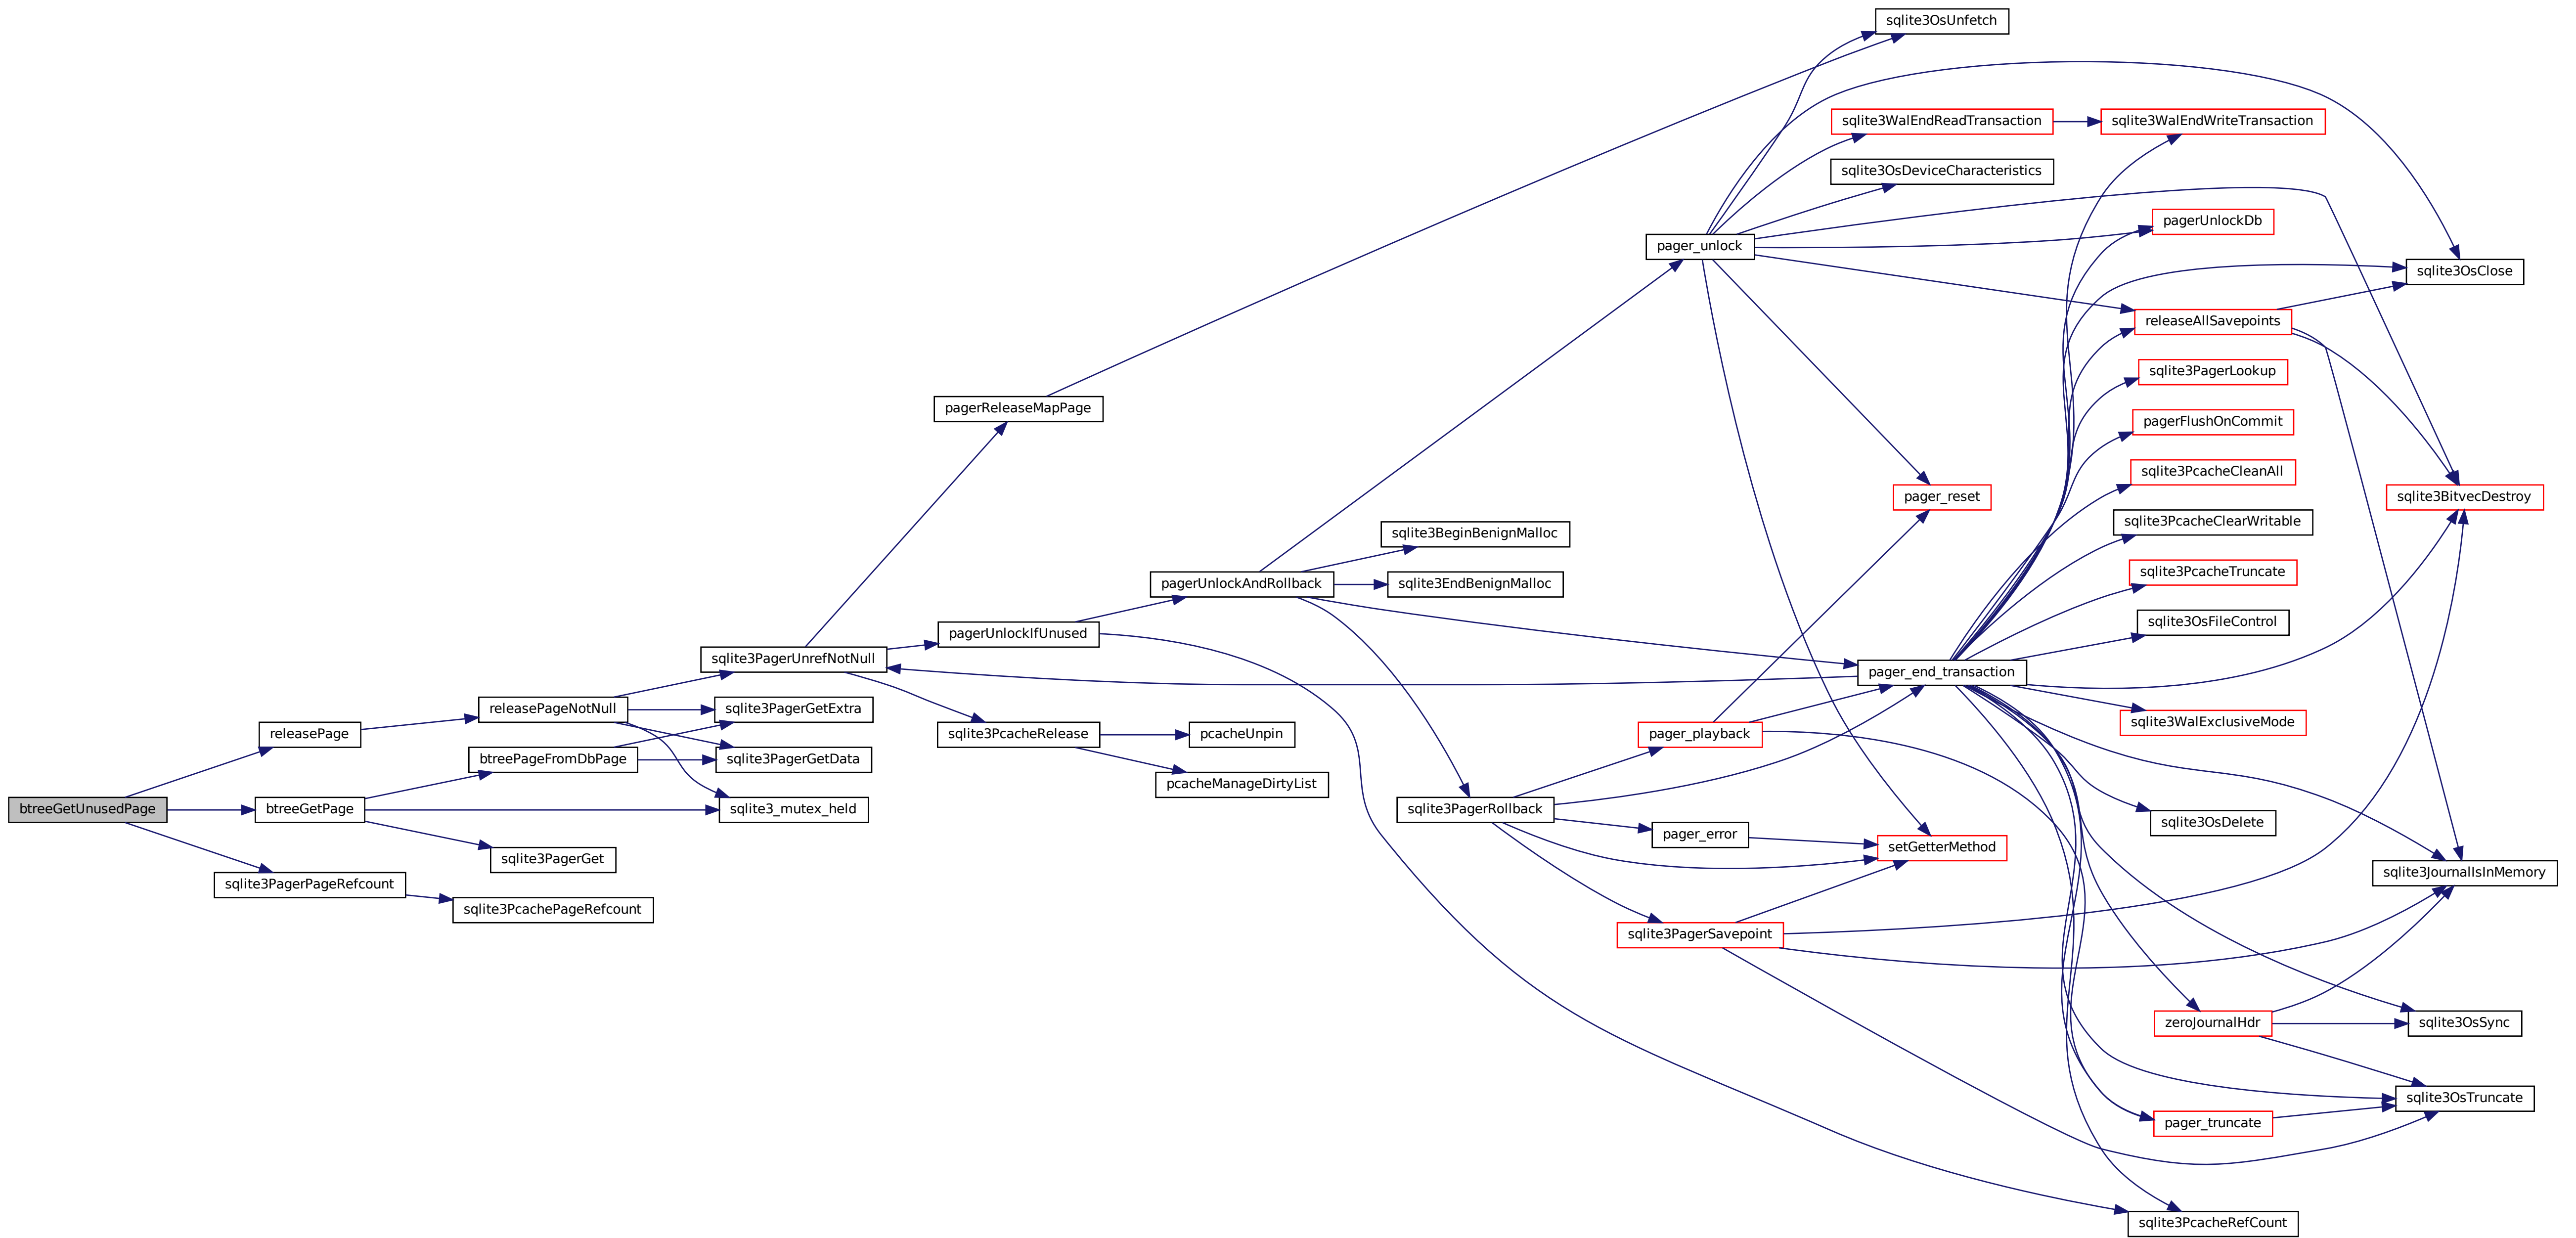 sqlite3OsUnfetch
sqlite3WalEndReadTransaction
sqlite3WalEndWriteTransaction
sqlite3OsDeviceCharacteristics
pagerUnlockDb
pager_unlock
sqlite3OsClose
releaseAllSavepoints
sqlite3PagerLookup
pagerReleaseMapPage
pagerFlushOnCommit
sqlite3PcacheCleanAll
pager_reset
sqlite3BitvecDestroy
sqlite3PcacheClearWritable
sqlite3BeginBenignMalloc
sqlite3PcacheTruncate
pagerUnlockAndRollback
sqlite3EndBenignMalloc
sqlite3OsFileControl
pagerUnlockIfUnused
sqlite3PagerUnrefNotNull
pager_end_transaction
releasePageNotNull
sqlite3PagerGetExtra
sqlite3WalExclusiveMode
releasePage
sqlite3PcacheRelease
pcacheUnpin
pager_playback
btreePageFromDbPage
sqlite3PagerGetData
pcacheManageDirtyList
btreeGetUnusedPage
btreeGetPage
sqlite3_mutex_held
sqlite3PagerRollback
sqlite3OsDelete
pager_error
setGetterMethod
sqlite3PagerGet
sqlite3JournalIsInMemory
sqlite3PagerPageRefcount
sqlite3PcachePageRefcount
sqlite3PagerSavepoint
zeroJournalHdr
sqlite3OsSync
sqlite3OsTruncate
pager_truncate
sqlite3PcacheRefCount